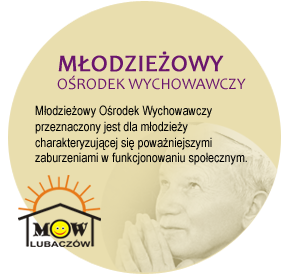 MŁODZIEŻOWY
OŚRODEK WYCHOWAWCZY
Młodzieżowy Ośrodek Wychowawczy
przeznaczony jest dla młodzieży
charakteryzującej się poważniejszymi
zaburzeniami w funkcjonowaniu społecznym.
MOW
LUBACZÓW